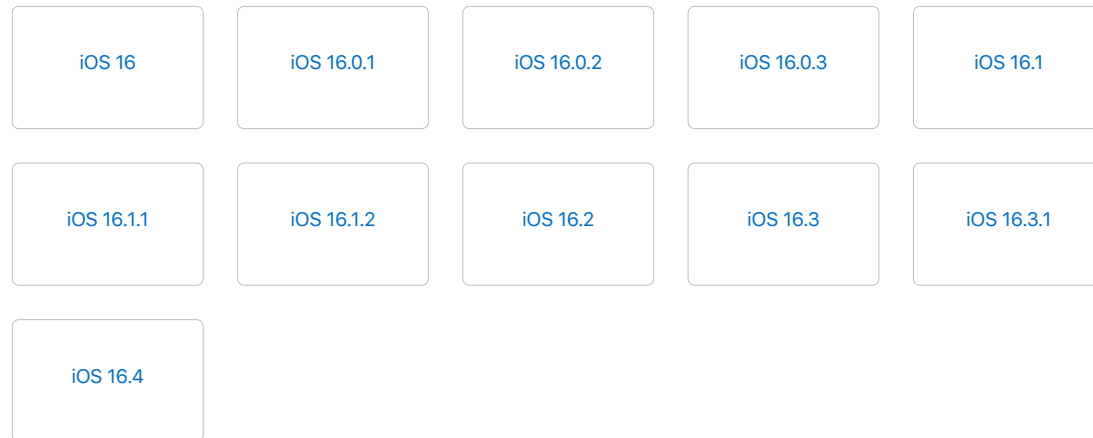 iOS 16
iOS 16.0.1
iOS 16.0.2
iOS 16.0.3
iOS 16.1
iOS 16.1.1
iOS 16.1.2
iOS 16.2
iOS 16.3
iOS 16.3.1
iOS 16.4